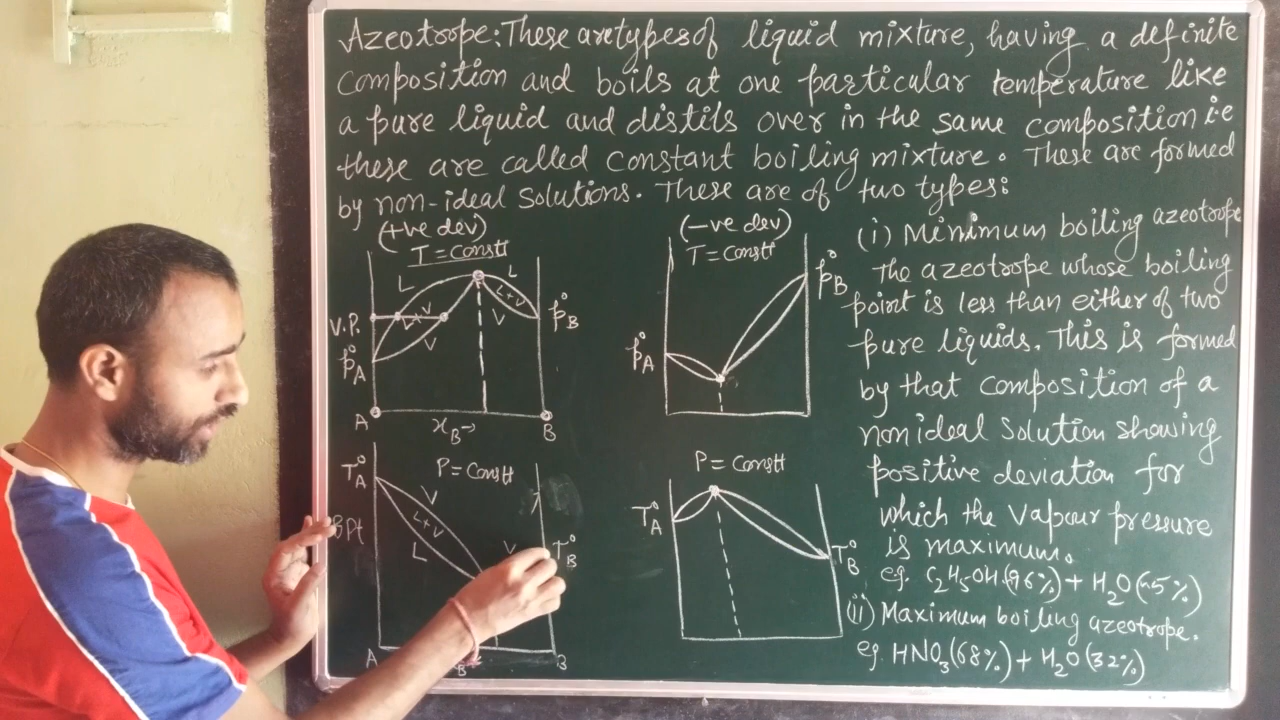 Azeotrope: These are types of liquid mixture, having a definite
composition and boils at one particular temperature like
a pure liquid and distils over in the same composition i.e
these are called constant boiling mixture. These are formed
by non-ideal solutions. These are of two types:
(+ve dev)
T = Constt
L
L
L+V
L+V
V
V
V.P.
p°A
p°B
A
xB→
B
(-ve dev)
T = Constt
p°A
p°B
(i) Minimum boiling azeotrope
The azeotrope whose boiling
point is less than either of two
pure liquids. This is formed
by that composition of a
non ideal solution showing
positive deviation for
which the vapour pressure
is maximum.
eg. C2H5OH(96%) + H2O(~5%)
(ii) Maximum boiling azeotrope.
eg. HNO3(68%) + H2O(32%)
P = Constt
T°A
V
L+V
L
V
T°B
BPt
A
B
B
P = Constt
T°A
T°B